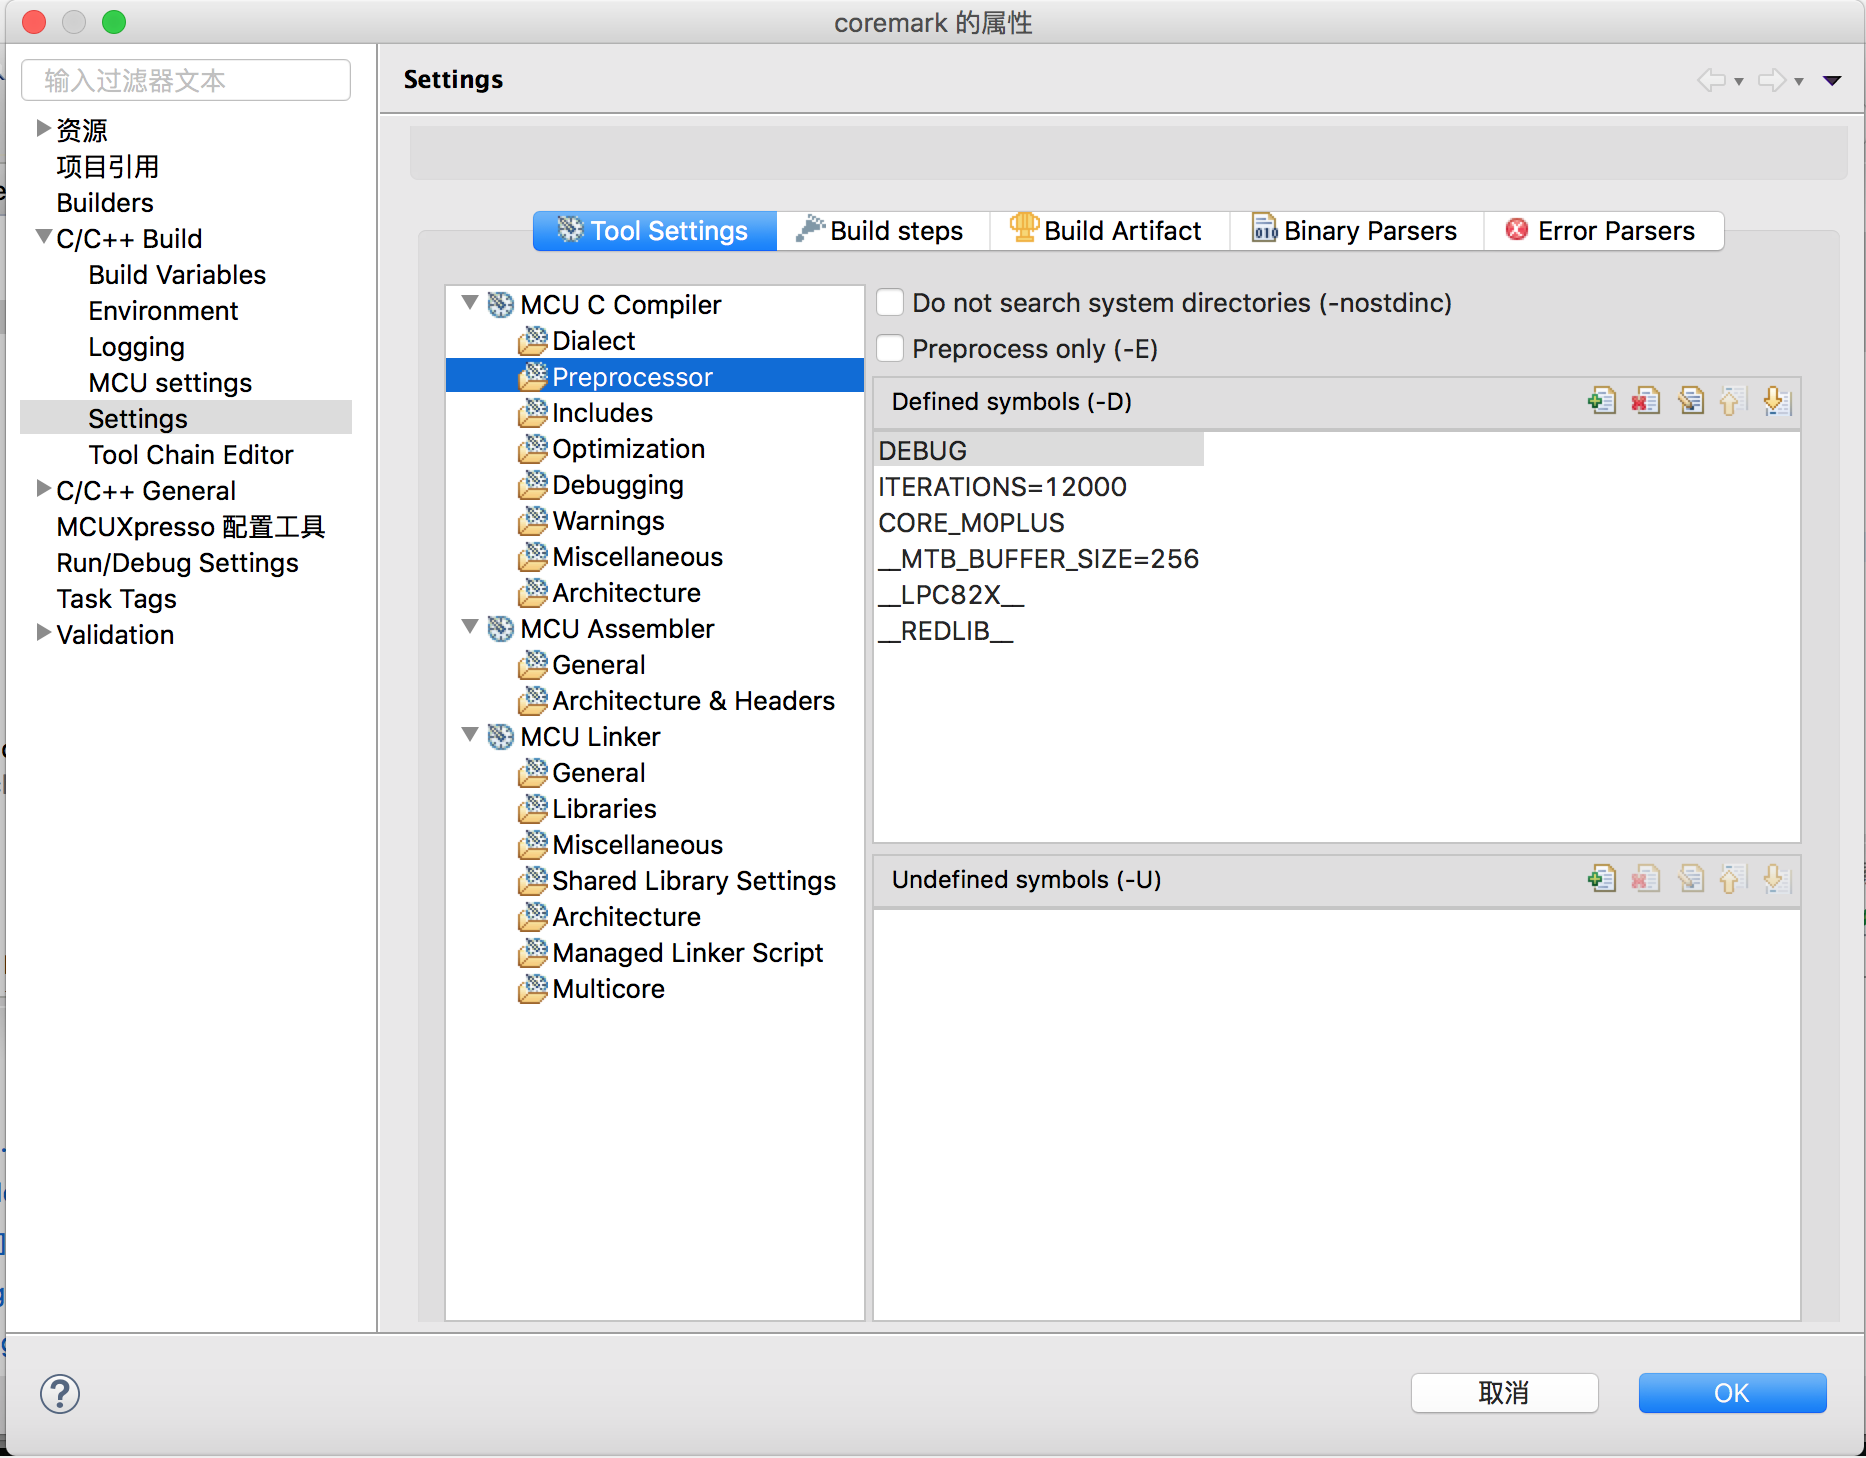 coremark 的属性
输入过滤器文本
资源
项目引用
Builders
C/C++ Build
Build Variables
Environment
Logging
MCU settings
Settings
Tool Chain Editor
C/C++ General
MCUXpresso 配置工具
Run/Debug Settings
Task Tags
Validation
Settings
Tool Settings
Build steps
Build Artifact
Binary Parsers
Error Parsers
MCU C Compiler
Dialect
Preprocessor
Includes
Optimization
Debugging
Warnings
Miscellaneous
Architecture
MCU Assembler
General
Architecture & Headers
MCU Linker
General
Libraries
Miscellaneous
Shared Library Settings
Architecture
Managed Linker Script
Multicore
Do not search system directories (-nostdinc)
Preprocess only (-E)
Defined symbols (-D)
DEBUG
ITERATIONS=12000
CORE_M0PLUS
__MTB_BUFFER_SIZE=256
__LPC82X__
__REDLIB__
Undefined symbols (-U)
?
取消
OK